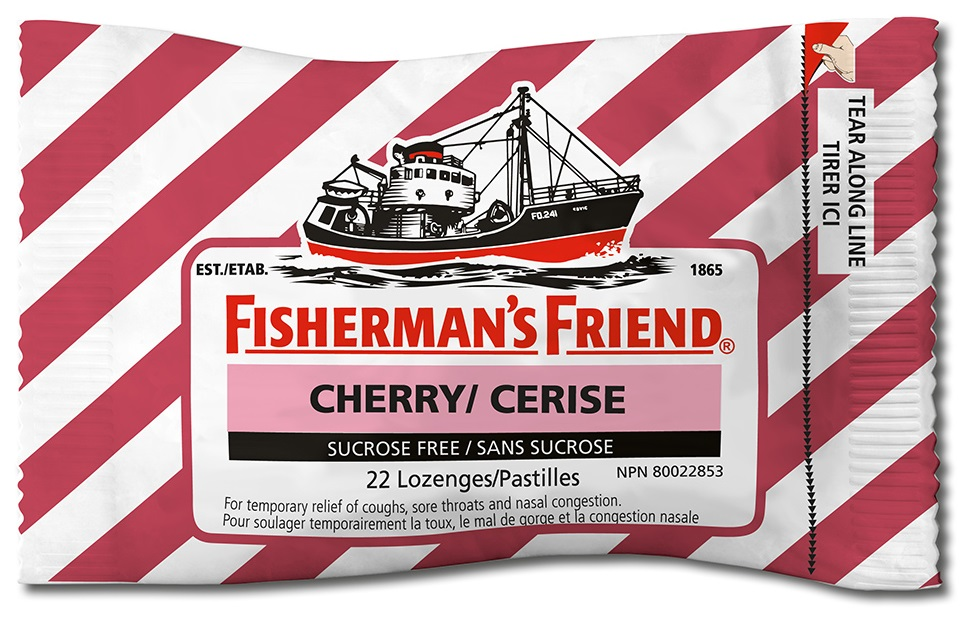 TEAR ALONG LINE
TIRER ICI
FD.241
EST./ETAB.
1865
FISHERMAN'S FRIEND®
CHERRY/ CERISE
SUCROSE FREE / SANS SUCROSE
22 Lozenges/Pastilles
NPN 80022853
For temporary relief of coughs, sore throats and nasal congestion.
Pour soulager temporairement la toux, le mal de gorge et la congestion nasale